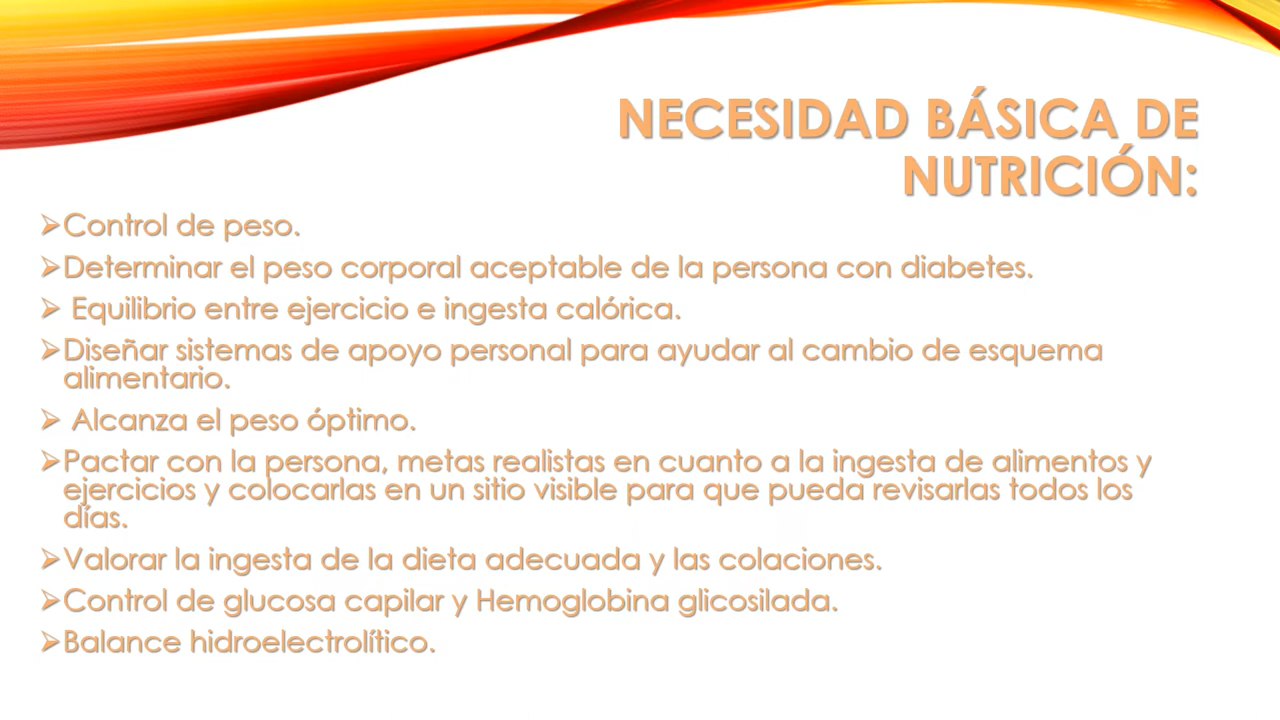 NECESIDAD BÁSICA DE
NUTRICIÓN:
➢Control de peso.
➢Determinar el peso corporal aceptable de la persona con diabetes.
➢ Equilibrio entre ejercicio e ingesta calórica.
➢Diseñar sistemas de apoyo personal para ayudar al cambio de esquema
alimentario.
➢ Alcanza el peso óptimo.
➢Pactar con la persona, metas realistas en cuanto a la ingesta de alimentos y
ejercicios y colocarlas en un sitio visible para que pueda revisarlas todos los
días.
➢Valorar la ingesta de la dieta adecuada y las colaciones.
➢Control de glucosa capilar y Hemoglobina glicosilada.
➢Balance hidroelectrolítico.